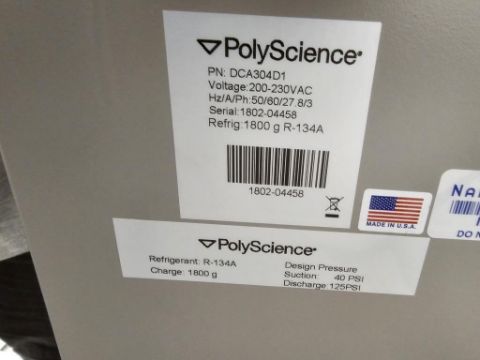 PolyScience
PN: DCA304D1
Voltage:200-230VAC
Hz/A/Ph:50/60/27.8/3
Serial:1802-04458
Refrig:1800 g R-134A
1802-04458
MADE IN U.S.A.
PolyScience
Refrigerant: R-134A
Charge: 1800 g
Design Pressure
Suction: 40 PSI
Discharge:125PSI